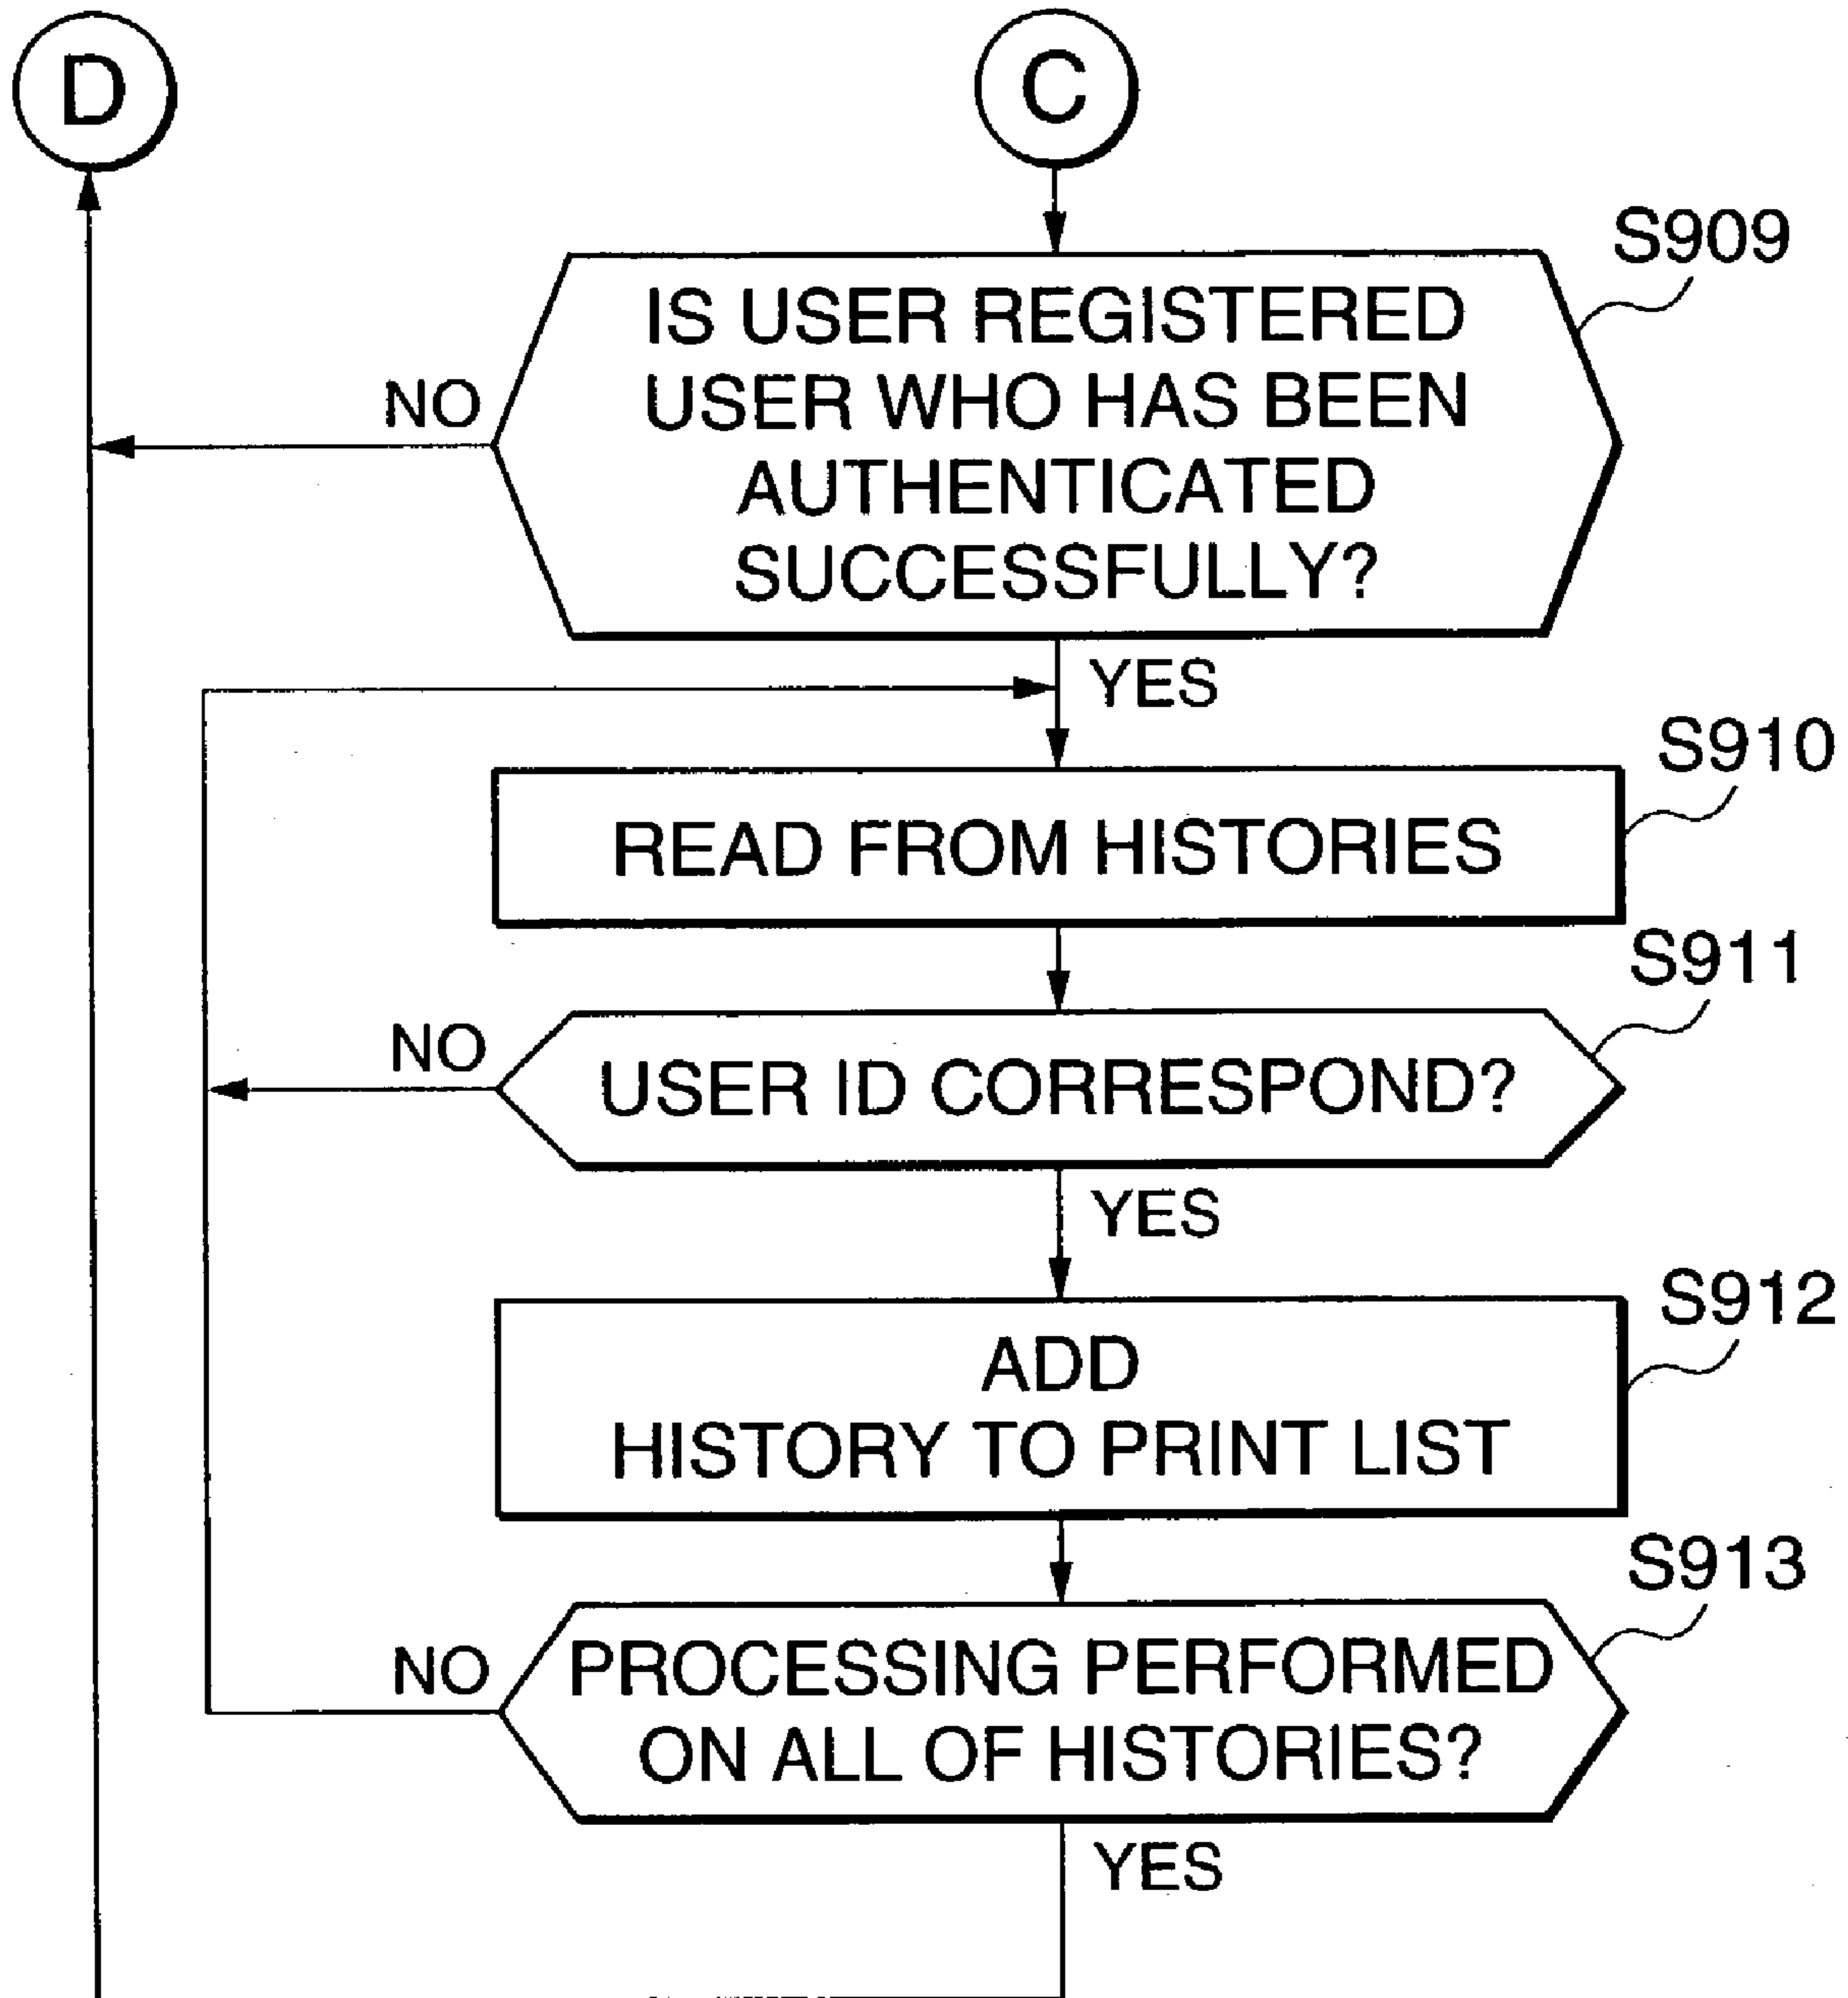 D
C
S909
IS USER REGISTERED
USER WHO HAS BEEN
AUTHENTICATED
SUCCESSFULLY?
NO
YES
S910
READ FROM HISTORIES
S911
NO
USER ID CORRESPOND?
YES
S912
ADD
HISTORY TO PRINT LIST
S913
NO
PROCESSING PERFORMED
ON ALL OF HISTORIES?
YES